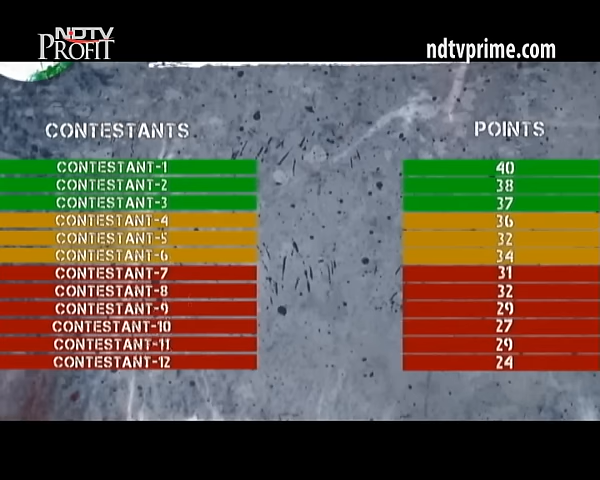 NDTV
PROFIT
ndtvprime.com
CONTESTANTS POINTS
CONTESTANT-1 40
CONTESTANT-2 38
CONTESTANT-3 37
CONTESTANT-4 36
CONTESTANT-5 32
CONTESTANT-6 34
CONTESTANT-7 31
CONTESTANT-8 32
CONTESTANT-9 29
CONTESTANT-10 27
CONTESTANT-11 29
CONTESTANT-12 24